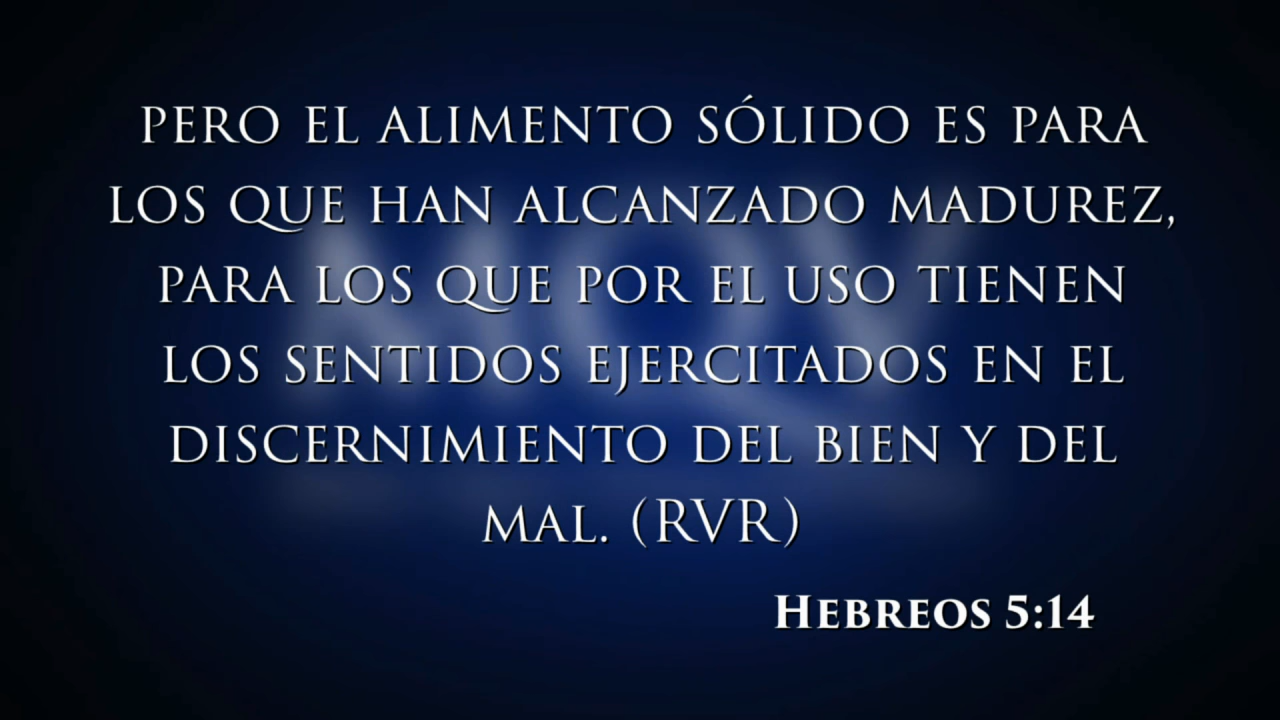 PERO EL ALIMENTO SÓLIDO ES PARA
LOS QUE HAN ALCANZADO MADUREZ,
PARA LOS QUE POR EL USO TIENEN
LOS SENTIDOS EJERCITADOS EN EL
DISCERNIMIENTO DEL BIEN Y DEL
MAL. (RVR)
HEBREOS 5:14